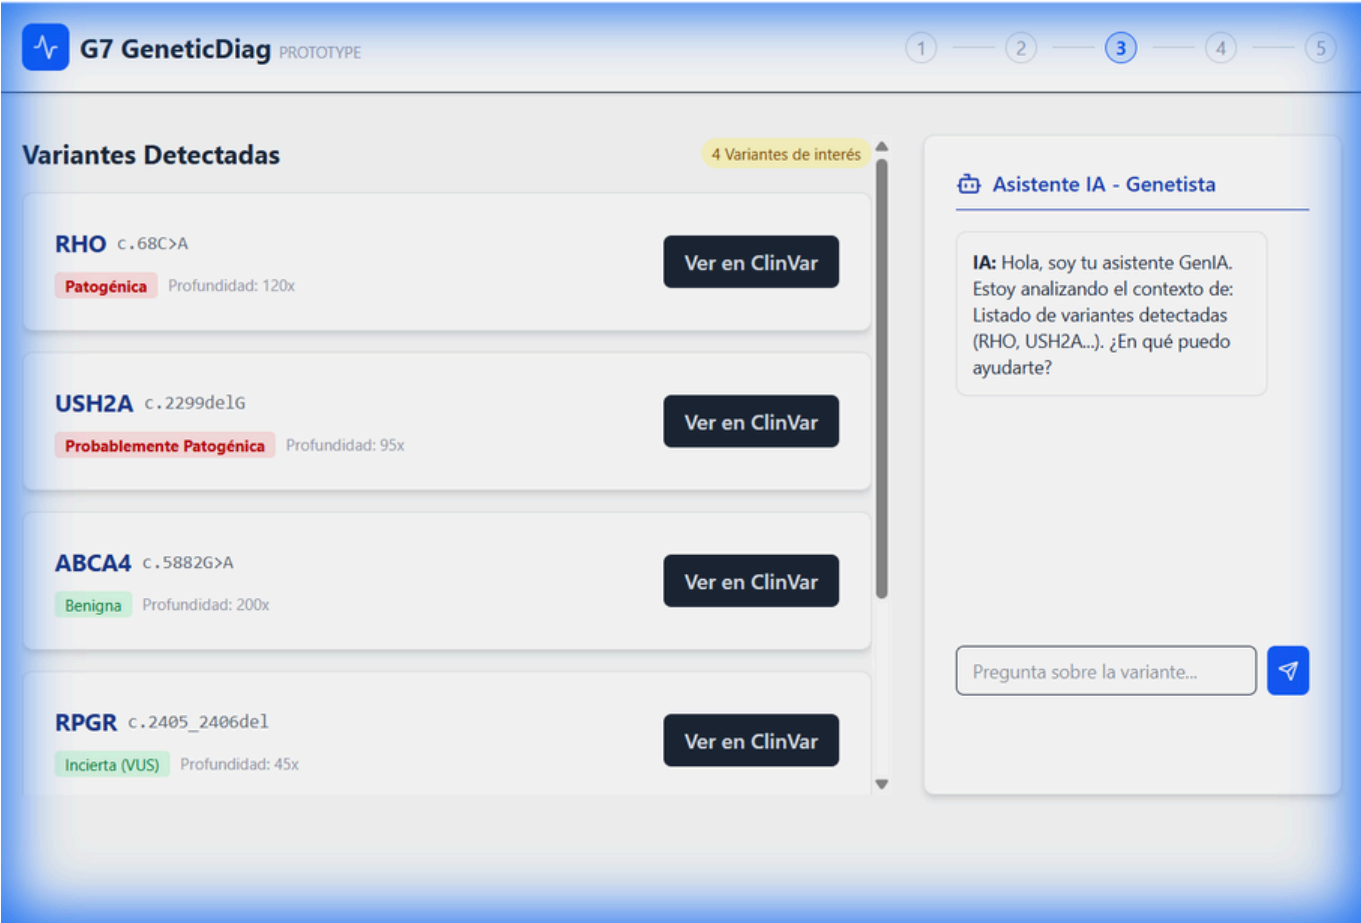 G7 GeneticDiag PROTOTYPE
1 2 3 4 5
Variantes Detectadas
4 Variantes de interés
RHO c.68C>A
Patogénica Profundidad: 120x
Ver en ClinVar
USH2A c.2299delG
Probablemente Patogénica Profundidad: 95x
Ver en ClinVar
ABCA4 c.5882G>A
Benigna Profundidad: 200x
Ver en ClinVar
RPGR c.2405_2406del
Incierta (VUS) Profundidad: 45x
Ver en ClinVar
Asistente IA - Genetista
IA: Hola, soy tu asistente GenIA.
Estoy analizando el contexto de:
Listado de variantes detectadas
(RHO, USH2A...). ¿En qué puedo
ayudarte?
Pregunta sobre la variante...